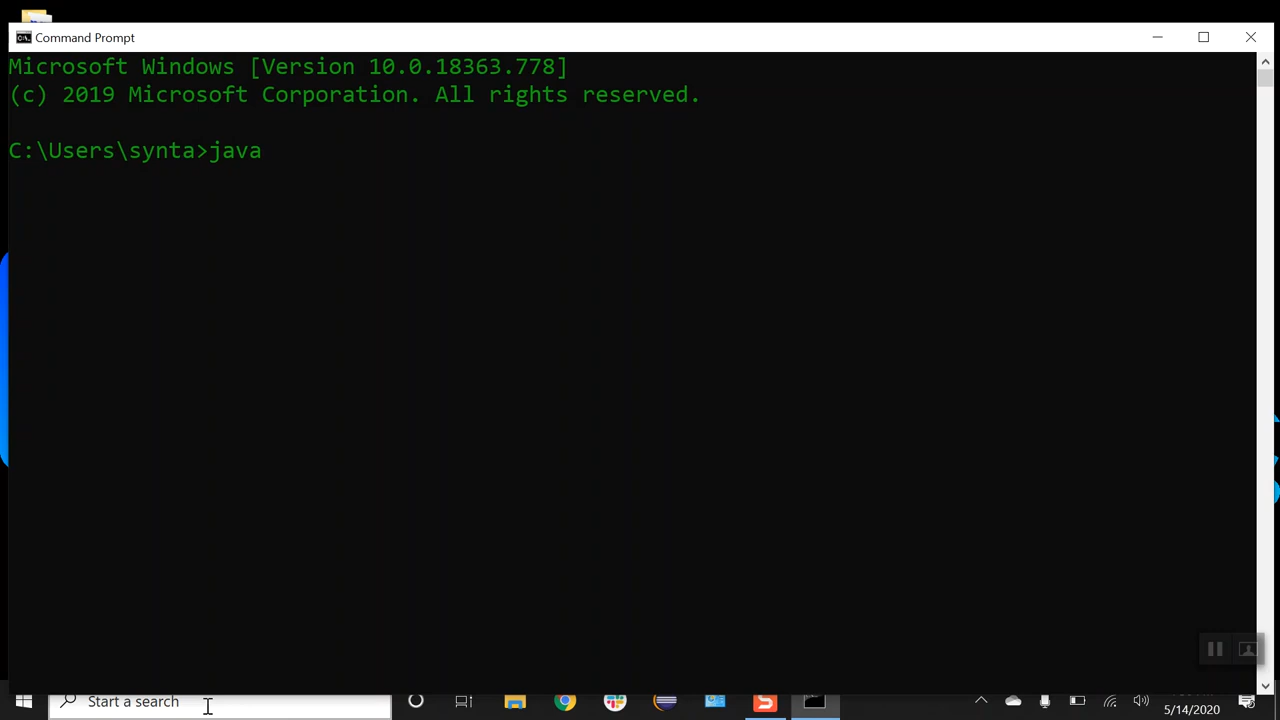 Command Prompt
Microsoft Windows [Version 10.0.18363.778]
(c) 2019 Microsoft Corporation. All rights reserved.
C:\Users\synta>java
Start a search
5/14/2020